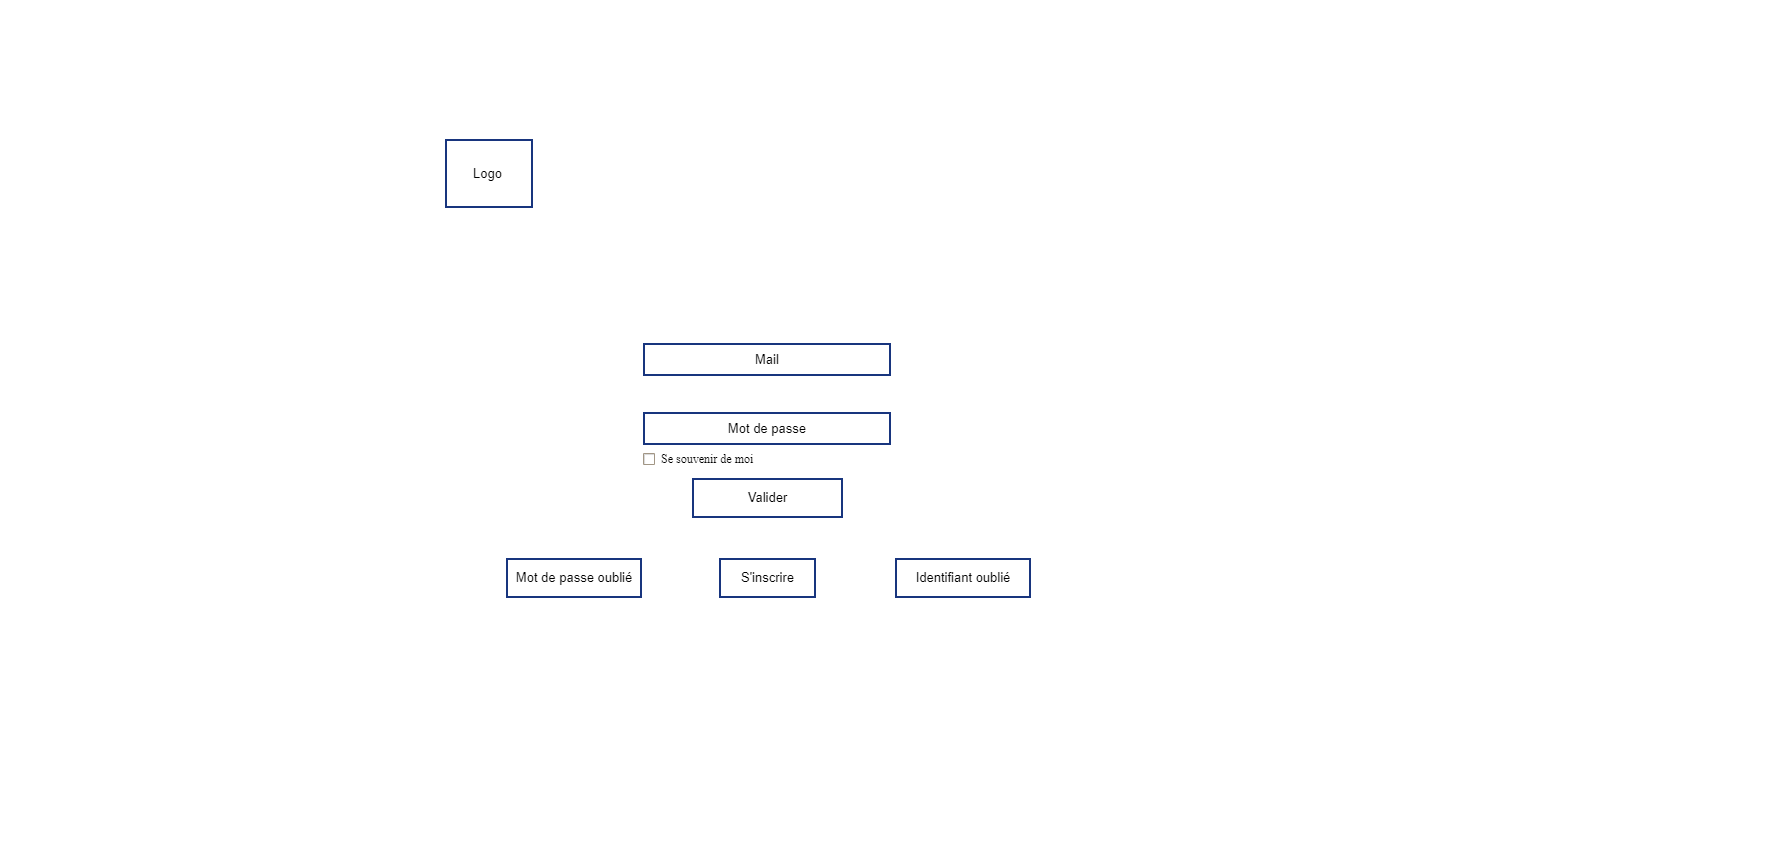 Logo
Mail
Mot de passe
Se souvenir de moi
Valider
Mot de passe oublié
S'inscrire
Identifiant oublié